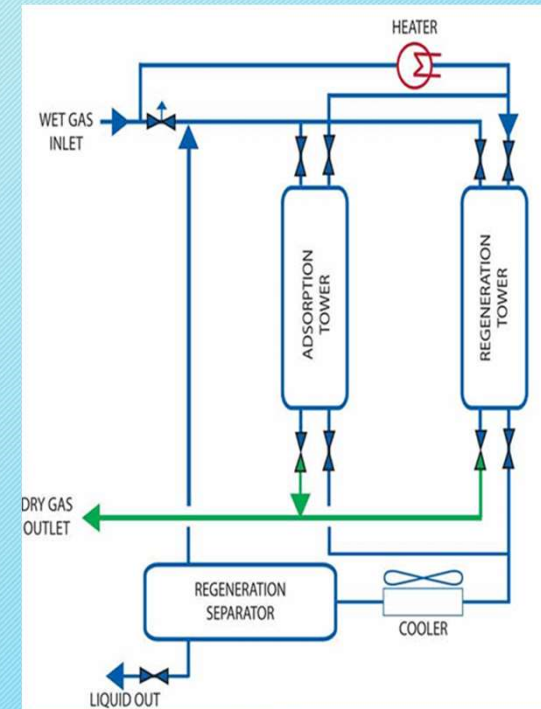 HEATER
WET GAS
INLET
ADSORPTION
TOWER
REGENERATION
TOWER
DRY GAS
OUTLET
REGENERATION
SEPARATOR
COOLER
LIQUID OUT